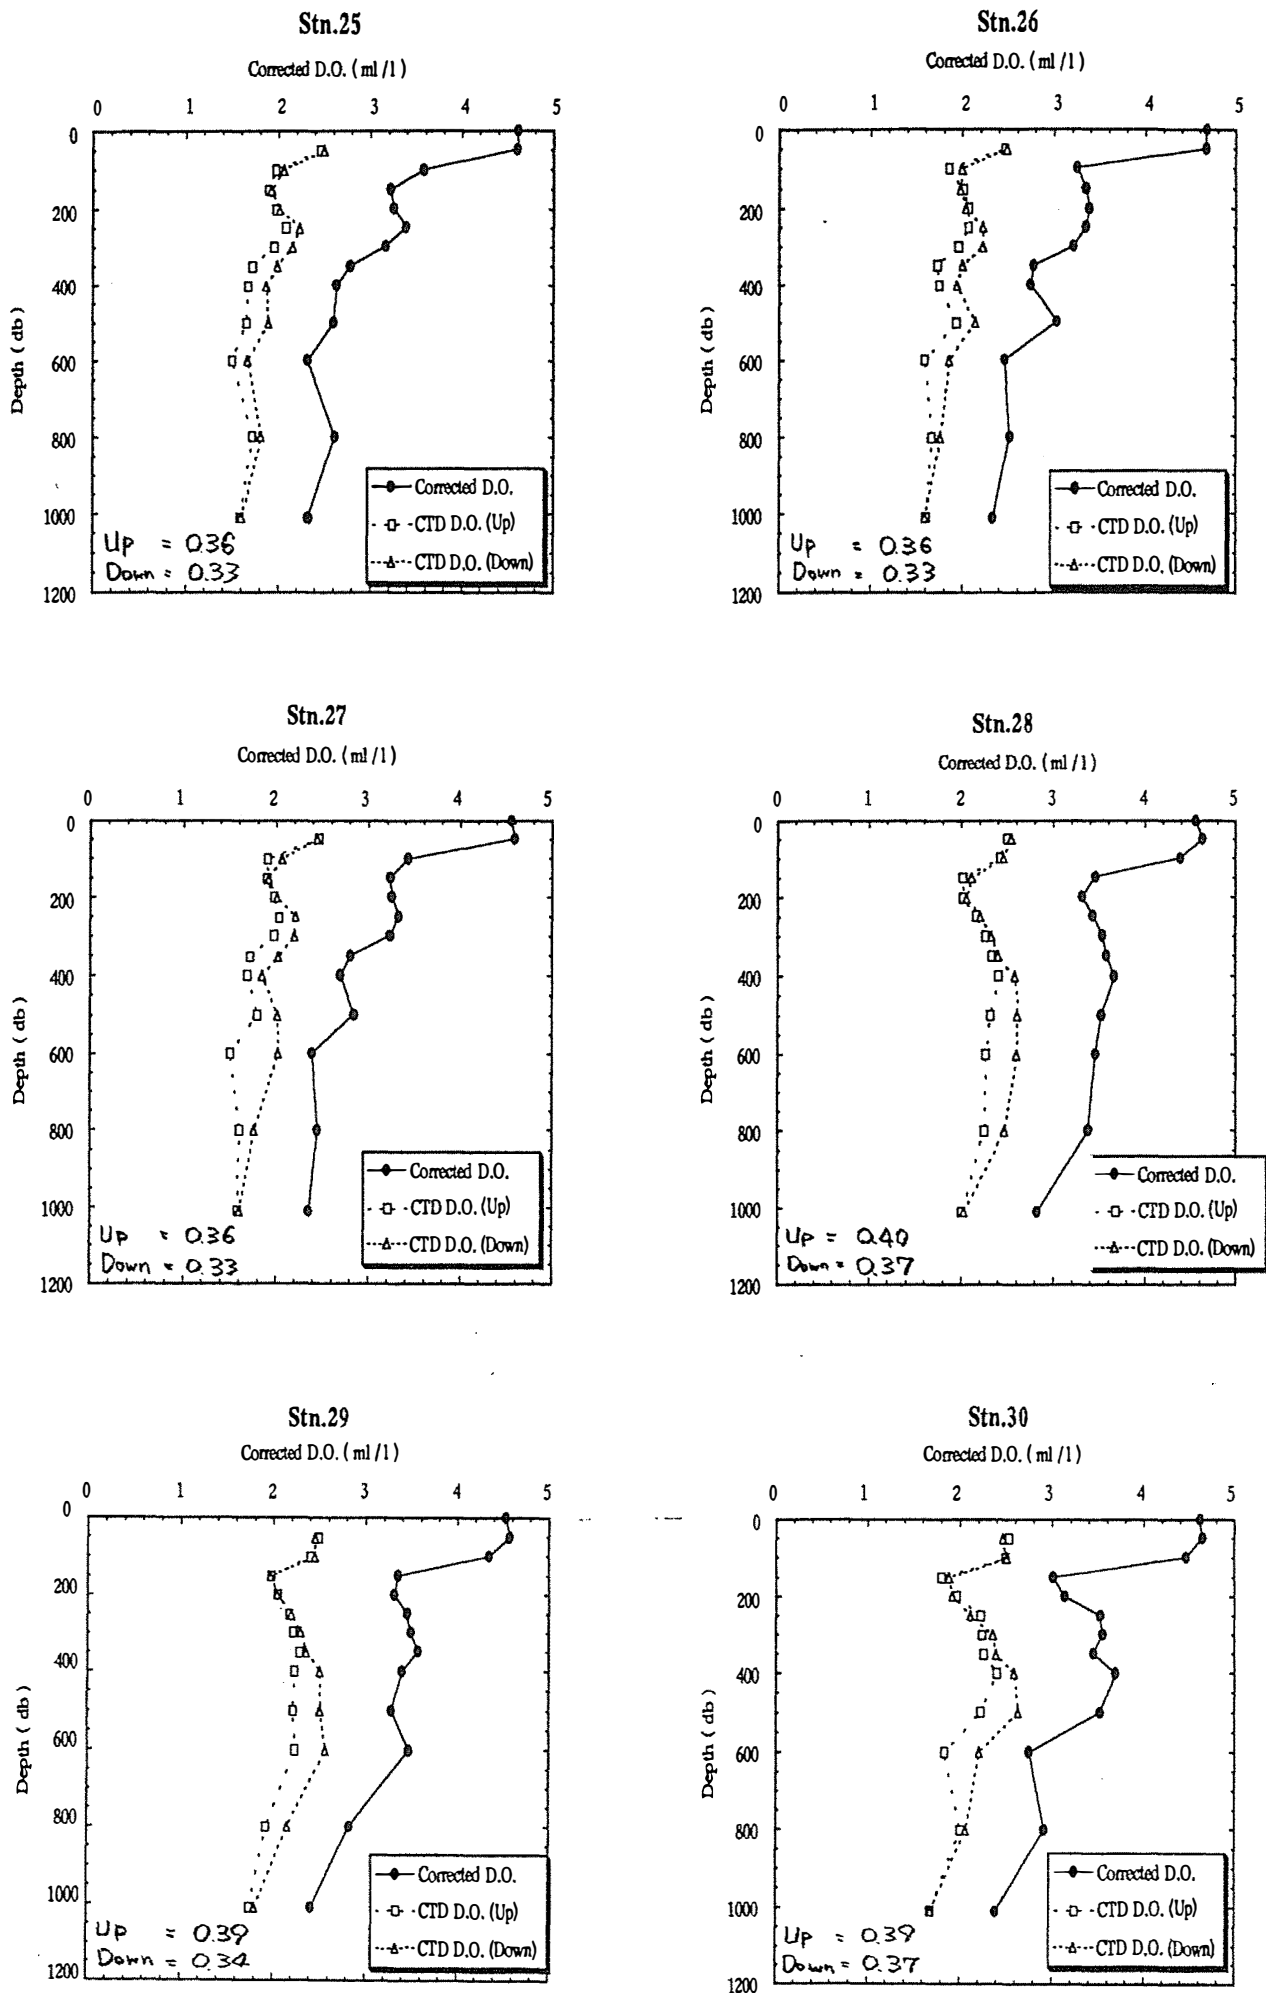 Stn.25
Corrected D.O. ( ml /l )
0 1 2 3 4 5
0
200
400
600
800
1000
1200
Depth ( db )
Corrected D.O.
CTD D.O. (Up)
CTD D.O. (Down)
Up = 0.36
Down = 0.33
Stn.26
Corrected D.O. ( ml /l )
0 1 2 3 4 5
0
200
400
600
800
1000
1200
Depth ( db )
Corrected D.O.
CTD D.O. (Up)
CTD D.O. (Down)
Up = 0.36
Down = 0.33
Stn.27
Corrected D.O. ( ml /l )
0 1 2 3 4 5
0
200
400
600
800
1000
1200
Depth ( db )
Corrected D.O.
CTD D.O. (Up)
CTD D.O. (Down)
Up = 0.36
Down = 0.33
Stn.28
Corrected D.O. ( ml /l )
0 1 2 3 4 5
0
200
400
600
800
1000
1200
Depth ( db )
Corrected D.O.
CTD D.O. (Up)
CTD D.O. (Down)
Up = 0.40
Down = 0.37
Stn.29
Corrected D.O. ( ml /l )
0 1 2 3 4 5
0
200
400
600
800
1000
1200
Depth ( db )
Corrected D.O.
CTD D.O. (Up)
CTD D.O. (Down)
Up = 0.39
Down = 0.34
Stn.30
Corrected D.O. ( ml /l )
0 1 2 3 4 5
0
200
400
600
800
1000
1200
Depth ( db )
Corrected D.O.
CTD D.O. (Up)
CTD D.O. (Down)
Up = 0.39
Down = 0.37